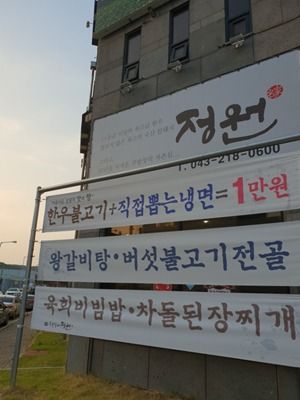 정원
T. 043-218-0600
한우불고기+직접뽑는냉면=1만원
왕갈비탕·버섯불고기전골
육회비빔밥·차돌된장찌개
정원